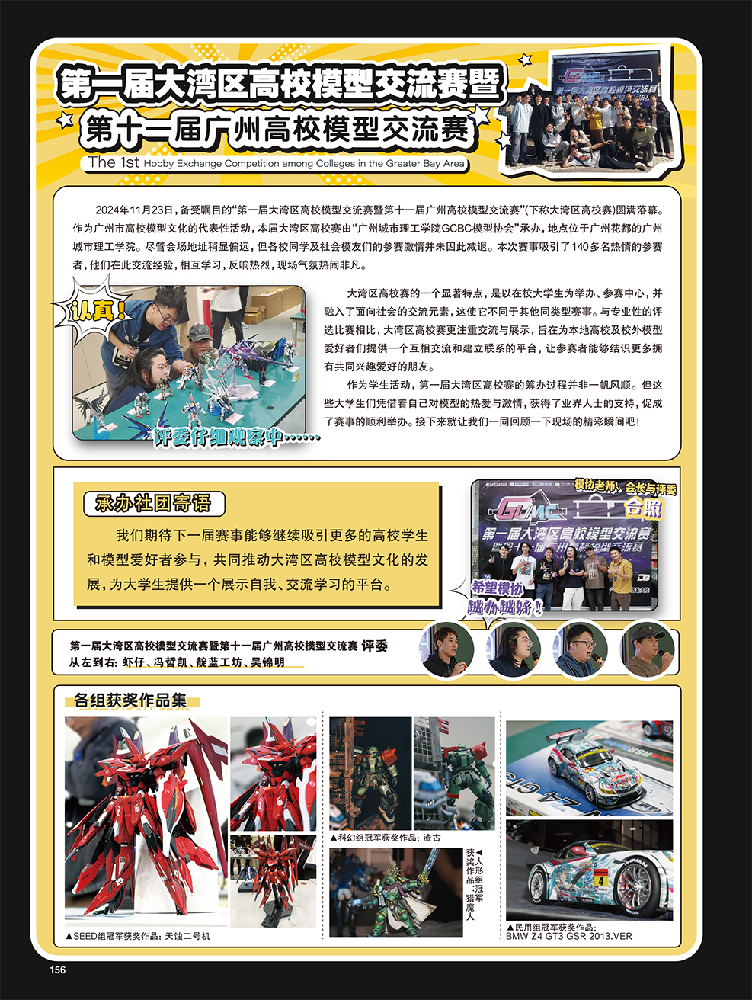 第一届大湾区高校模型交流赛暨
第十一届广州高校模型交流赛
The 1st Hobby Exchange Competition among Colleges in the Greater Bay Area
2024年11月23日，备受瞩目的“第一届大湾区高校模型交流赛暨第十一届广州高校模型交流赛”(下称大湾区高校赛)圆满落幕。
作为广州市高校模型文化的代表性活动，本届大湾区高校赛由“广州城市理工学院GCBC模型协会”承办，地点位于广州花都的广州
城市理工学院。尽管会场地址稍显偏远，但各校同学及社会模友们的参赛激情并未因此减退。本次赛事吸引了140多名热情的参赛
者，他们在此交流经验，相互学习，反响热烈，现场气氛热闹非凡。
认真！
大湾区高校赛的一个显著特点，是以在校大学生为举办、参赛中心，并
融入了面向社会的交流元素，这使它不同于其他同类型赛事。与专业性的评
选比赛相比，大湾区高校赛更注重交流与展示，旨在为本地高校及校外模型
爱好者们提供一个互相交流和建立联系的平台，让参赛者能够结识更多拥
有共同兴趣爱好的朋友。
作为学生活动，第一届大湾区高校赛的筹办过程并非一帆风顺。但这
些大学生们凭借着自己对模型的热爱与激情，获得了业界人士的支持，促成
了赛事的顺利举办。接下来就让我们一同回顾一下现场的精彩瞬间吧！
评委仔细观察中……
承办社团寄语
我们期待下一届赛事能够继续吸引更多的高校学生
和模型爱好者参与，共同推动大湾区高校模型文化的发
展，为大学生提供一个展示自我、交流学习的平台。
模协老师、会长与评委
合照
GUMC
第一届大湾区高校模型交流赛
暨第十一届广州高校模型交流赛
希望模协
越办越好！
第一届大湾区高校模型交流赛暨第十一届广州高校模型交流赛 评委
从左到右：虾仔、冯哲凯、靛蓝工坊、吴锦明
各组获奖作品集
▲SEED组冠军获奖作品：天蚀二号机
▲科幻组冠军获奖作品：渣古
◀人形组冠军
获奖作品：猎魔人
▲民用组冠军获奖作品：
BMW Z4 GT3 GSR 2013.VER
156